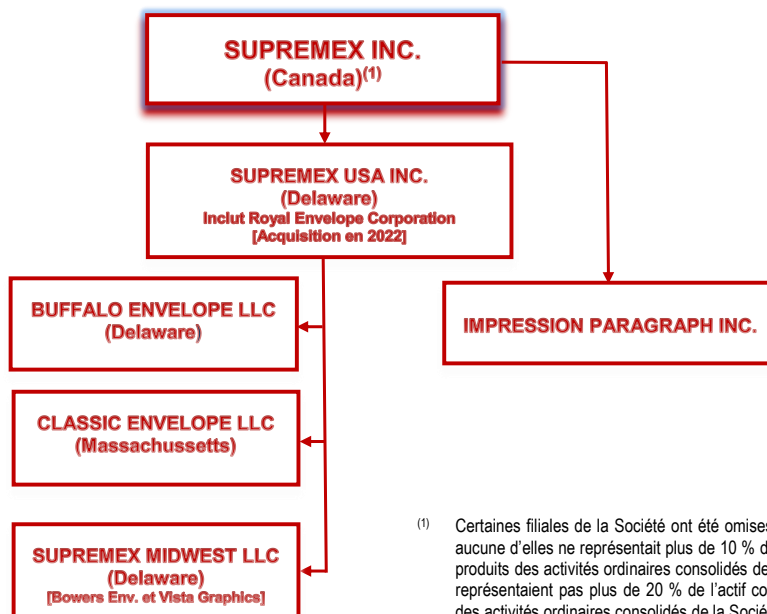 SUPREMEX INC.
(Canada)(1)
SUPREMEX USA INC.
(Delaware)
Inclut Royal Envelope Corporation
[Acquisition en 2022]
BUFFALO ENVELOPE LLC
(Delaware)
IMPRESSION PARAGRAPH INC.
CLASSIC ENVELOPE LLC
(Massachussetts)
SUPREMEX MIDWEST LLC
(Delaware)
[Bowers Env. et Vista Graphics]
(1) Certaines filiales de la Société ont été omises
aucune d'elles ne représentait plus de 10 % d
produits des activités ordinaires consolidés de
représentaient pas plus de 20 % de l'actif co
des activités ordinaires consolidés de la Socié